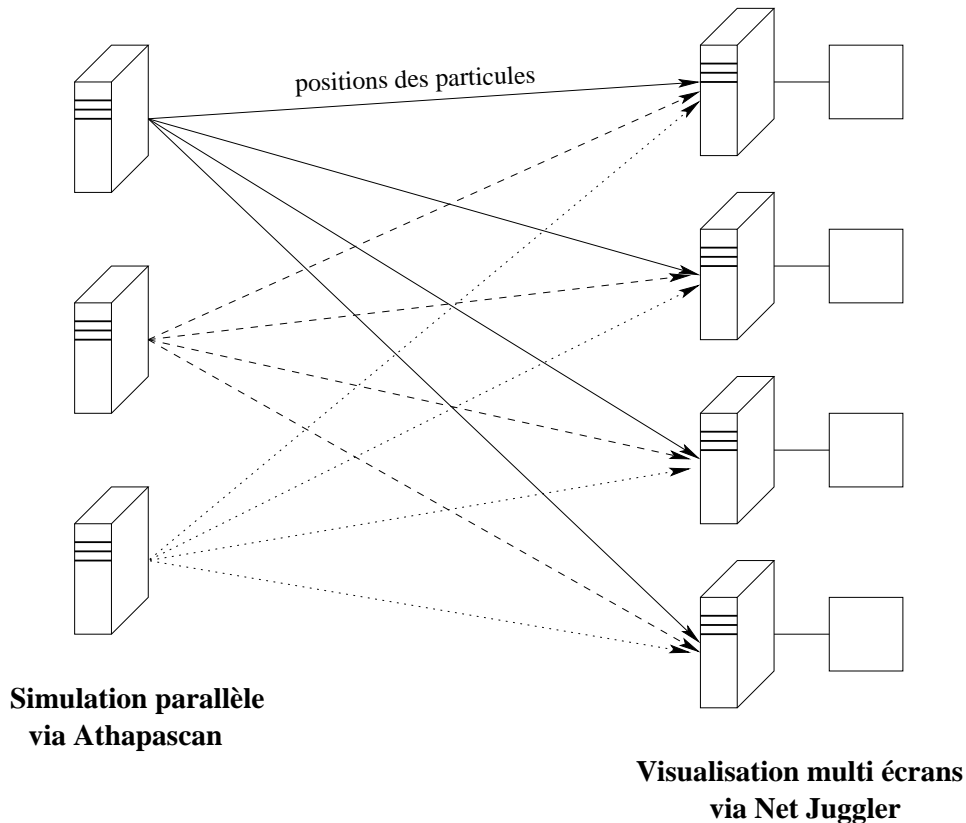 positions des particules
Simulation parallèle
via Athapascan
Visualisation multi écrans
via Net Juggler